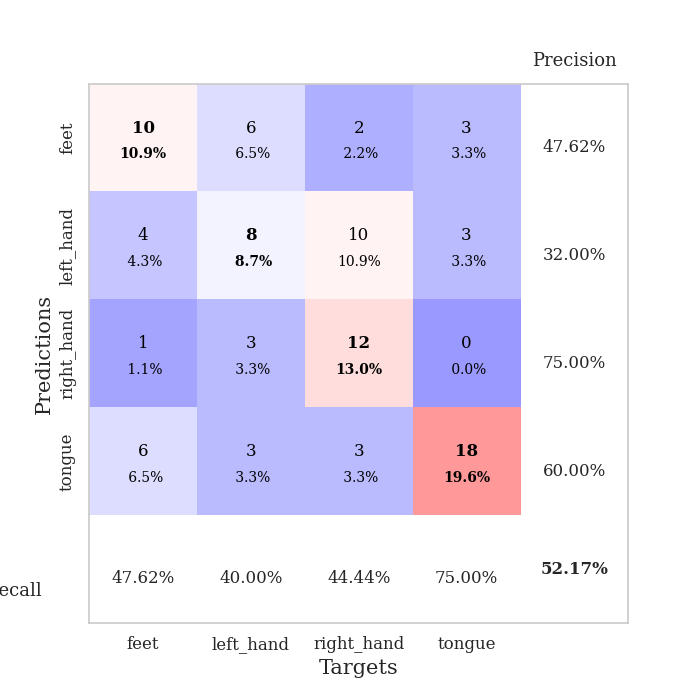 Precision
feet 10 6 2 3 47.62%
10.9% 6.5% 2.2% 3.3%
left_hand 4 8 10 3 32.00%
4.3% 8.7% 10.9% 3.3%
right_hand 1 3 12 0 75.00%
1.1% 3.3% 13.0% 0.0%
tongue 6 3 3 18 60.00%
6.5% 3.3% 3.3% 19.6%
Predictions
ecall 47.62% 40.00% 44.44% 75.00% 52.17%
feet left_hand right_hand tongue
Targets